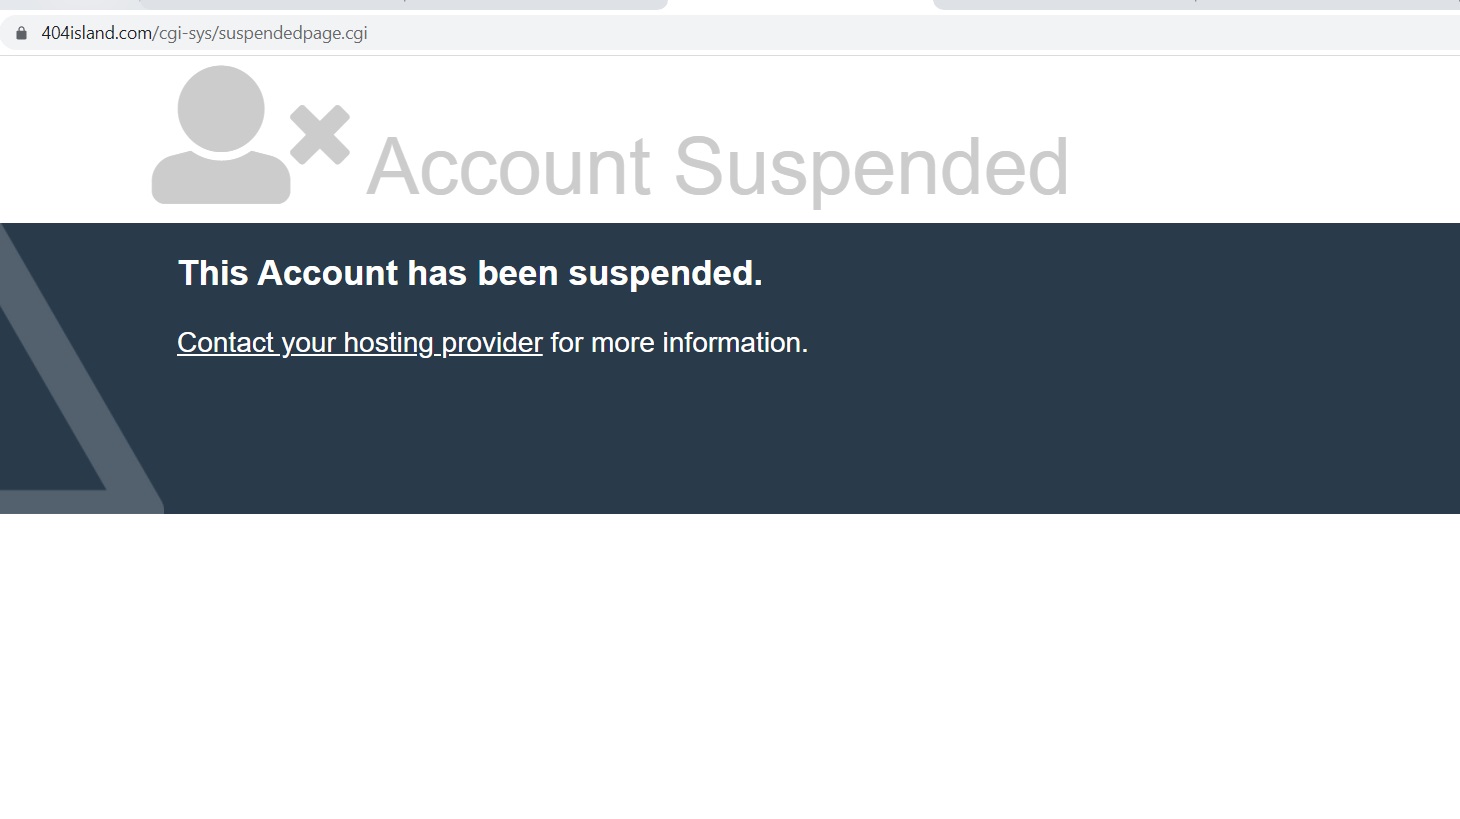 404island.com/cgi-sys/suspendedpage.cgi
Account Suspended
This Account has been suspended.
Contact your hosting provider for more information.